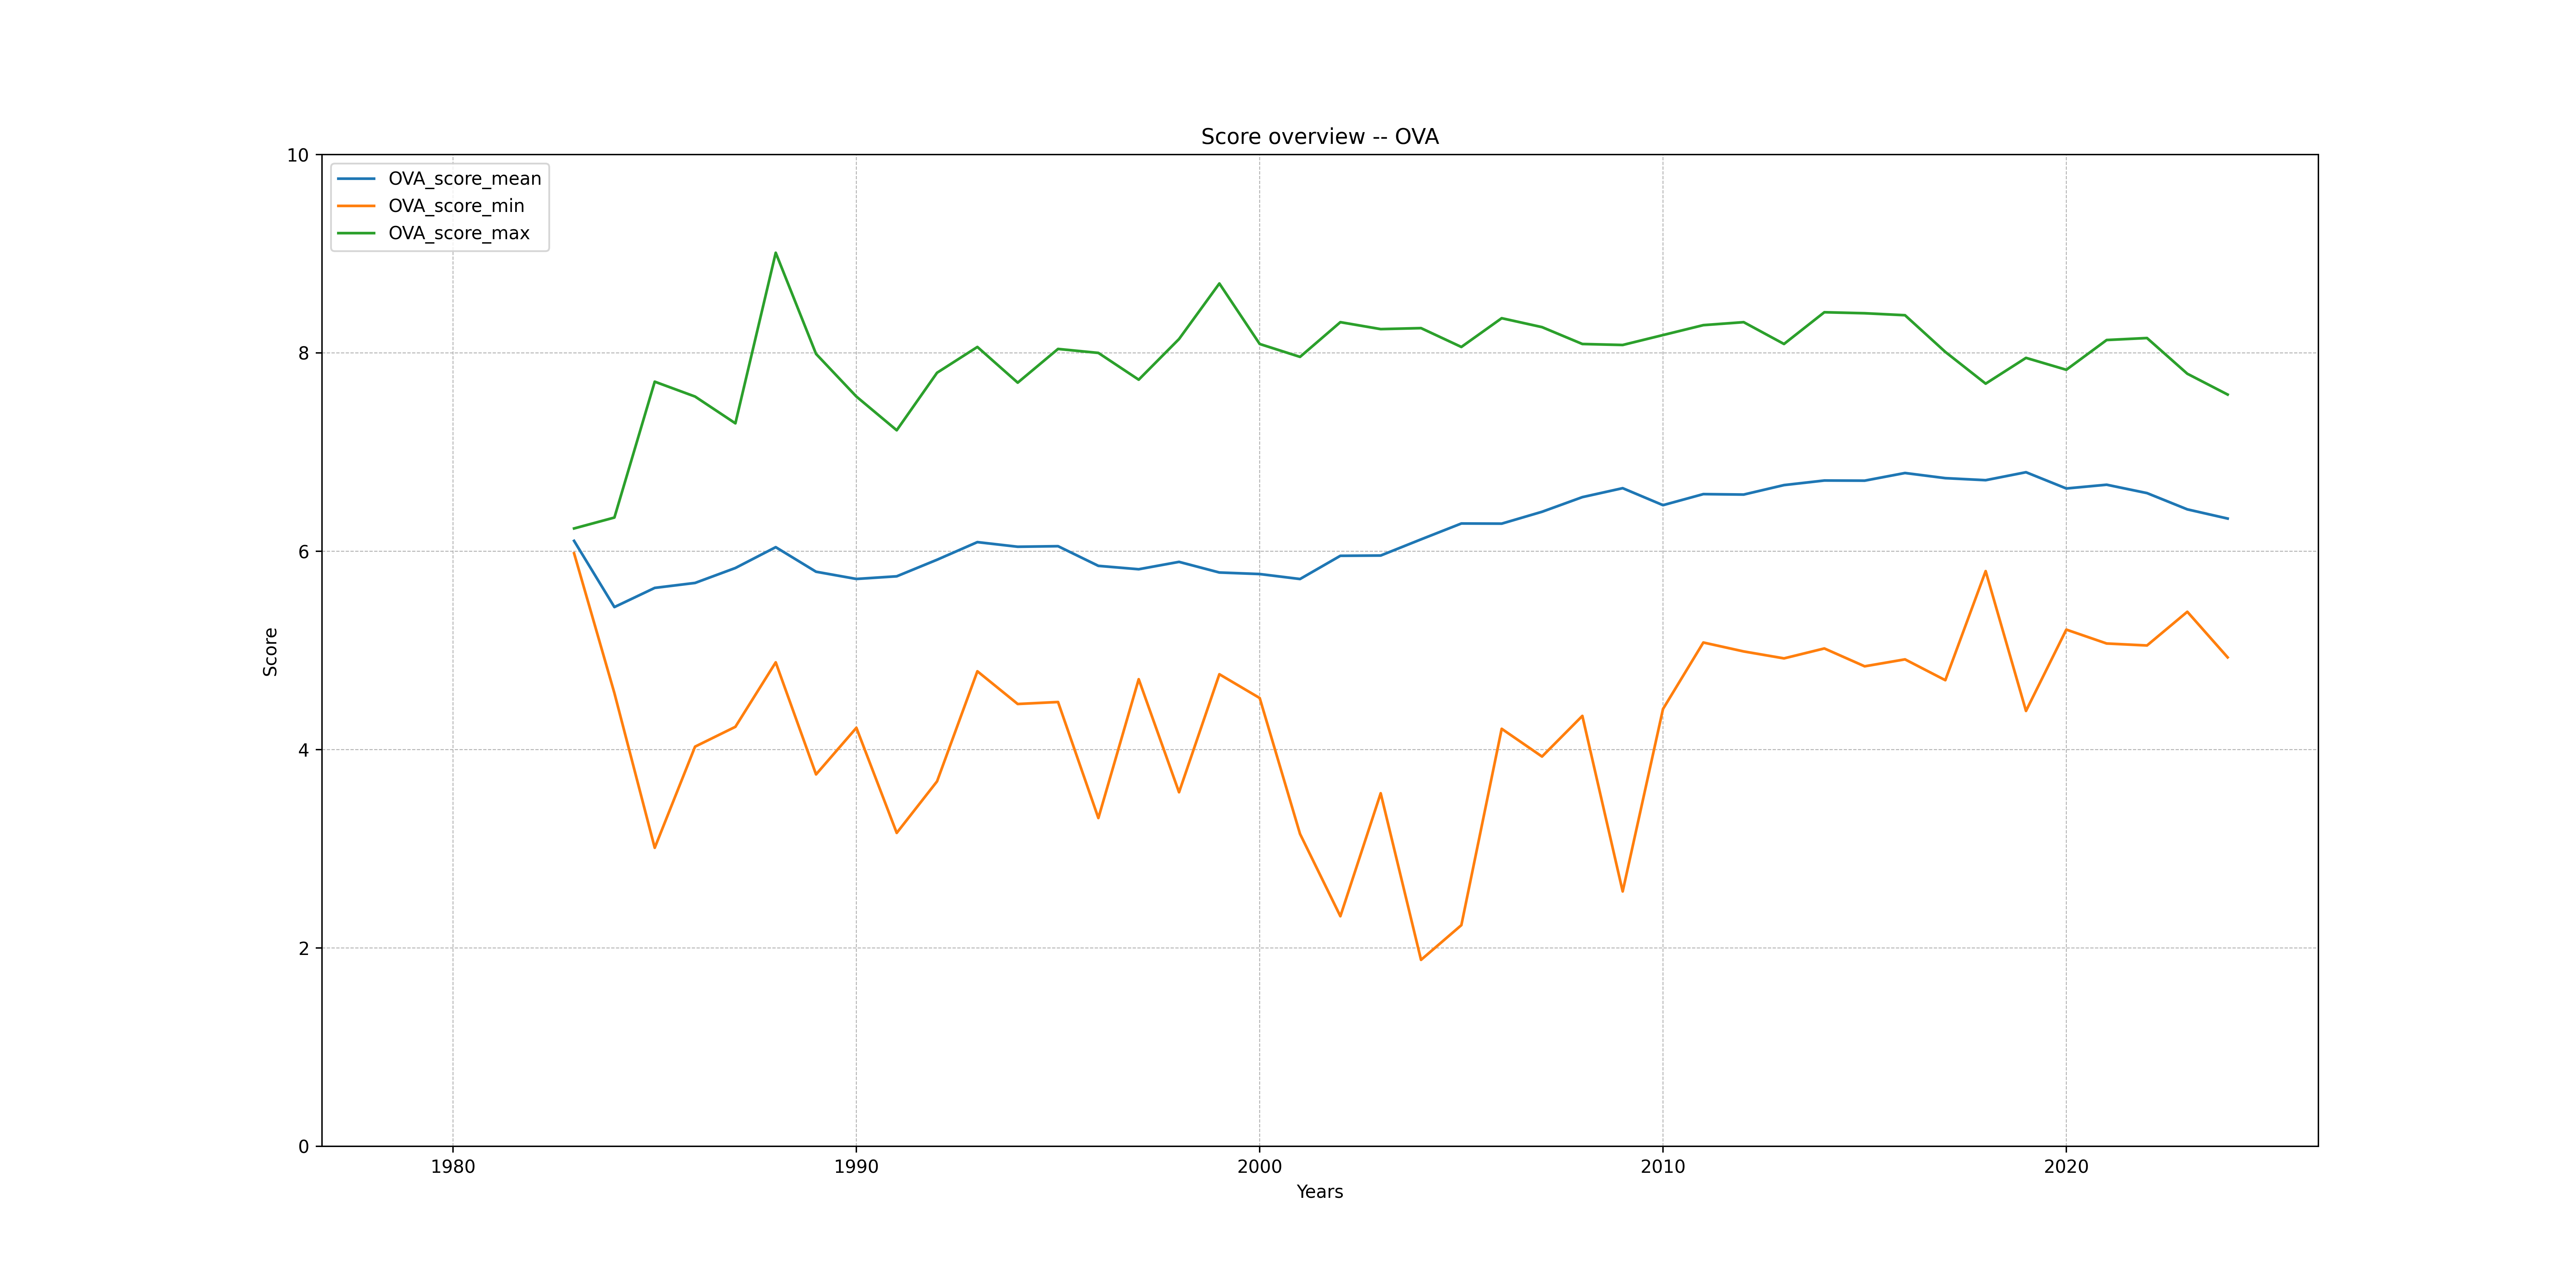 Score overview -- OVA
OVA_score_mean
OVA_score_min
OVA_score_max
Score
10
8
6
4
2
0
1980 1990 2000 2010 2020
Years